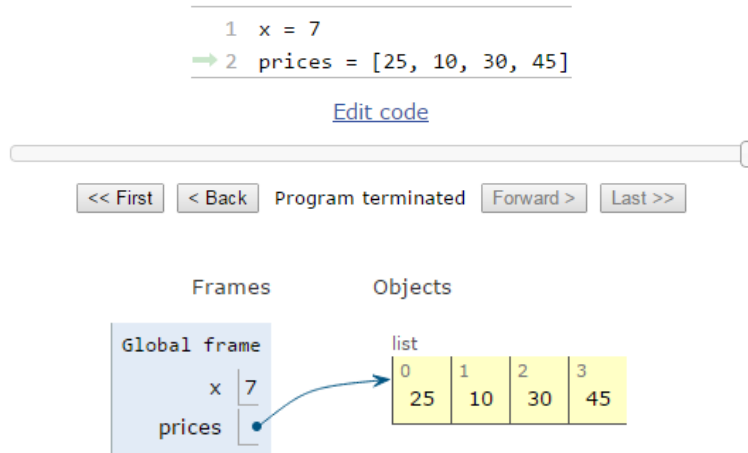 1 x = 7
2 prices = [25, 10, 30, 45]
Edit code
<< First < Back Program terminated Forward > Last >>
Frames Objects
Global frame
list
0 1 2 3
x 7
25 10 30 45
prices